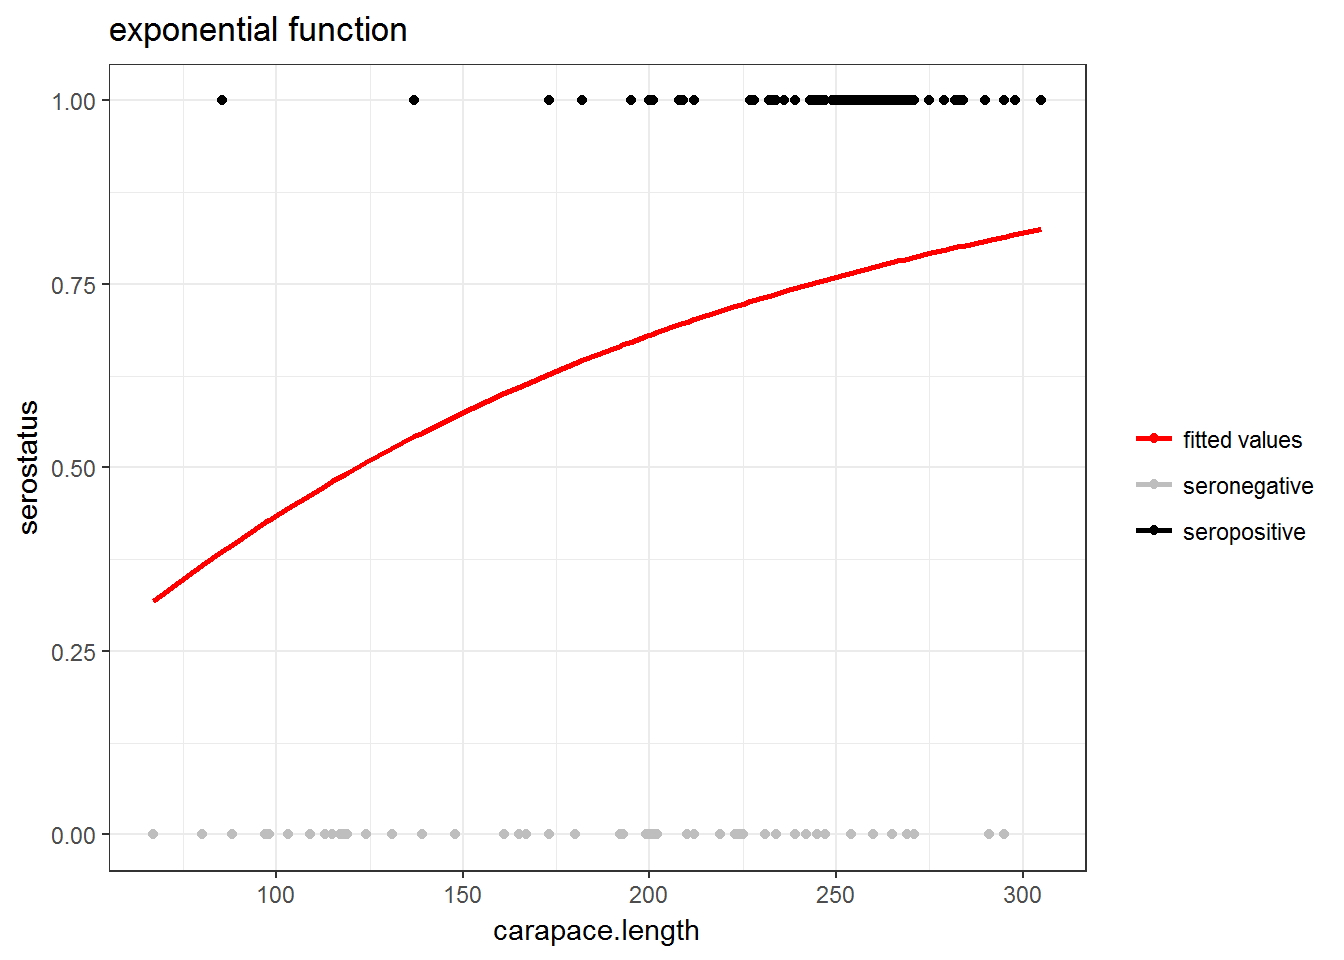 exponential function
1.00
0.75
0.50
0.25
0.00
serostatus
100 150 200 250 300
carapace.length
fitted values
seronegative
seropositive